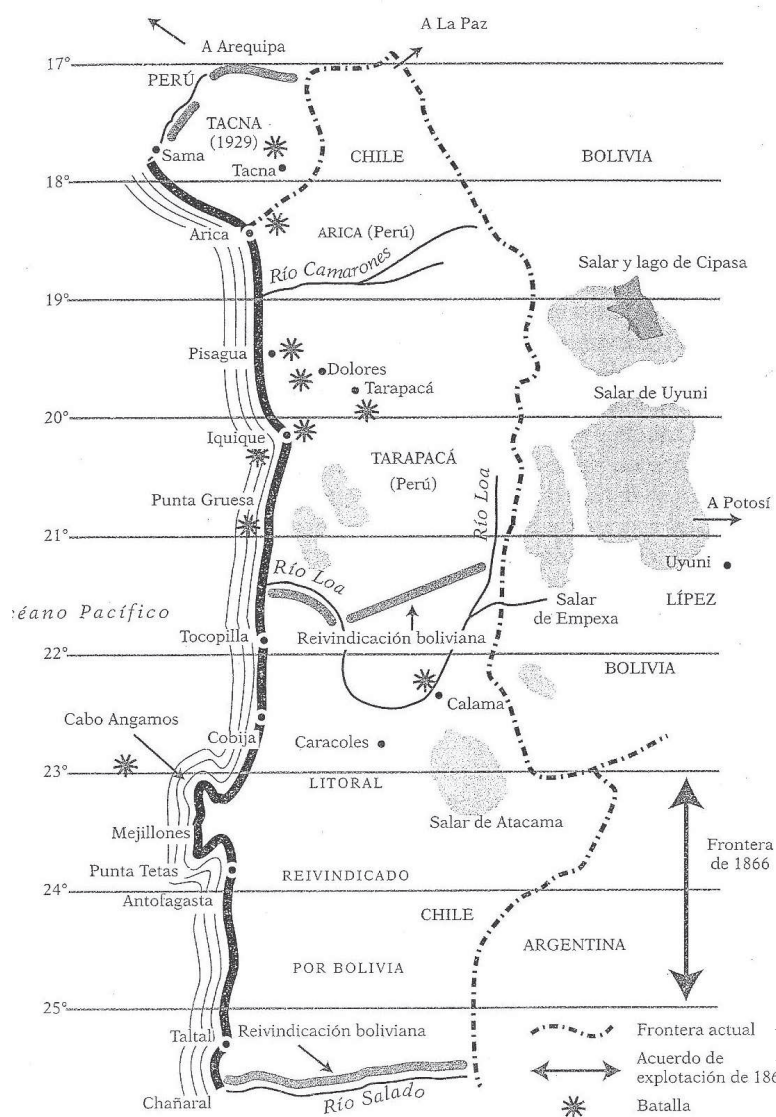 A Arequipa
A La Paz
17°
PERÚ
TACNA
(1929)
Sama
Tacna
CHILE
BOLIVIA
18°
Arica
ARICA (Perú)
Río Camarones
Salar y lago de Cipasa
19°
Pisagua
Dolores
Tarapacá
Salar de Uyuni
20°
Iquique
TARAPACÁ
(Perú)
Río Loa
Punta Gruesa
A Potosí
21°
Uyuni
Río Loa
Salar
de Empexa
LÍPEZ
céano Pacífico
Tocopilla
Reivindicación boliviana
22°
BOLIVIA
Calama
Cabo Angamos
Cobija
Caracoles
23°
LITORAL
Salar de Atacama
Mejillones
Frontera
de 1866
Punta Tetas
REIVINDICADO
24°
Antofagasta
CHILE
ARGENTINA
POR BOLIVIA
25°
Taltal
Reivindicación boliviana
Frontera actual
Acuerdo de
explotación de 186
Chañaral
Río Salado
Batalla